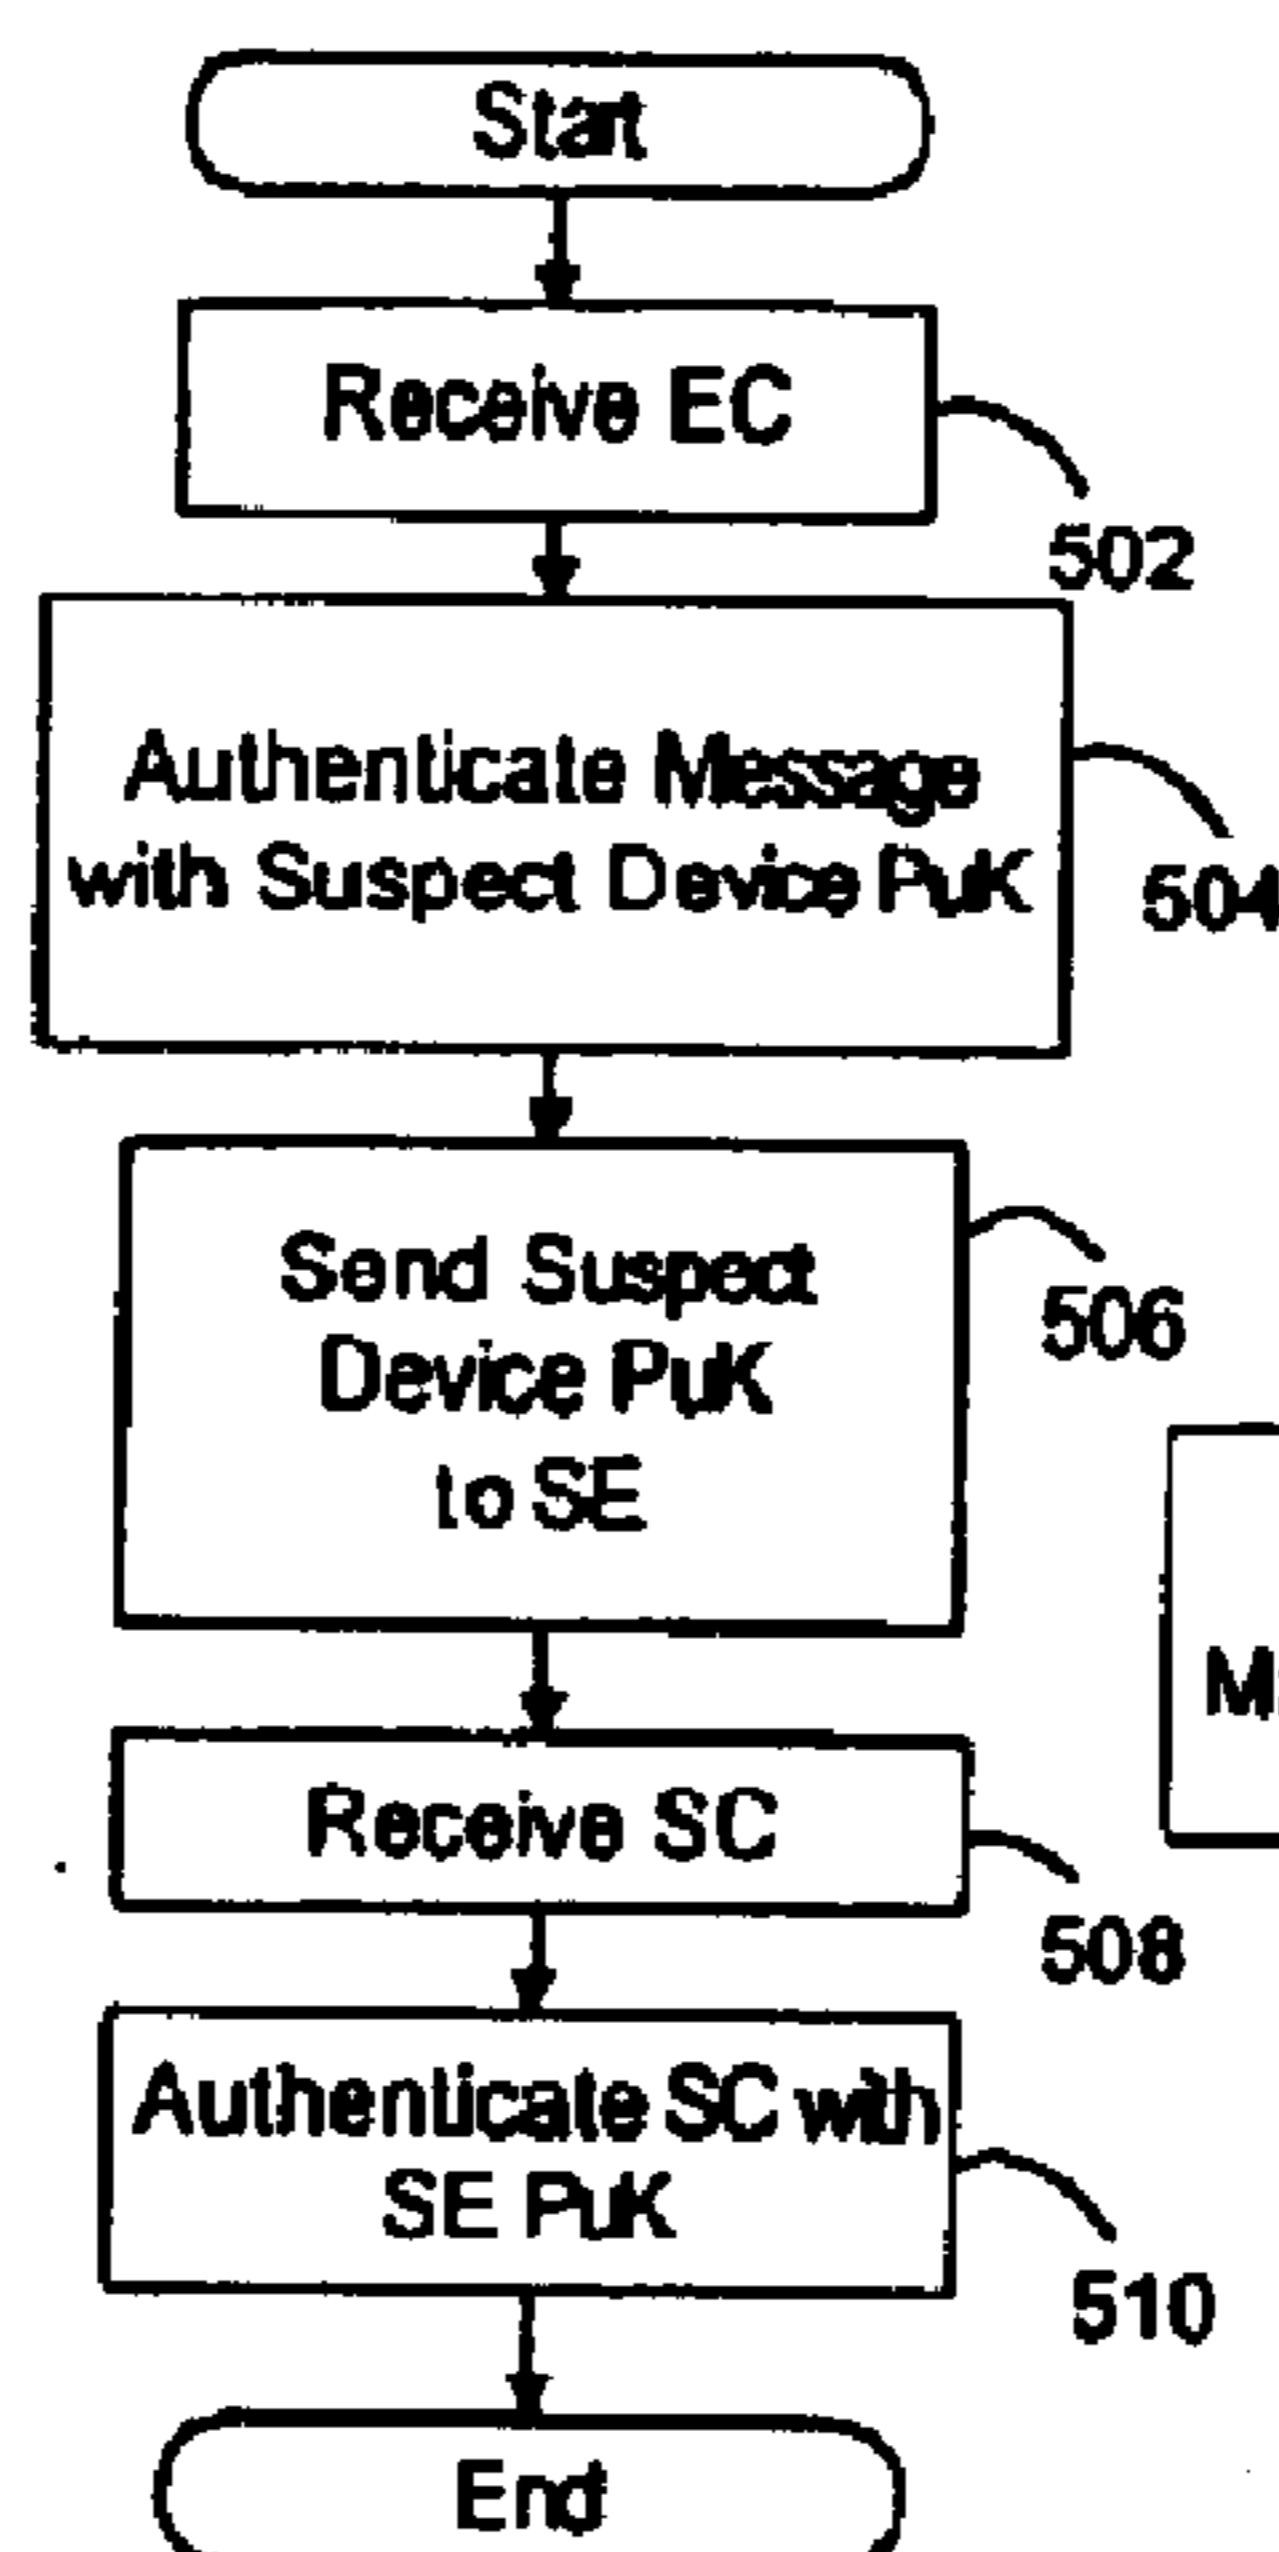 Start
Receive EC
502
Authenticate Message
with Suspect Device PuK
504
Send Suspect
Device PuK
to SE
506
Receive SC
508
Authenticate SC with
SE PuK
510
End